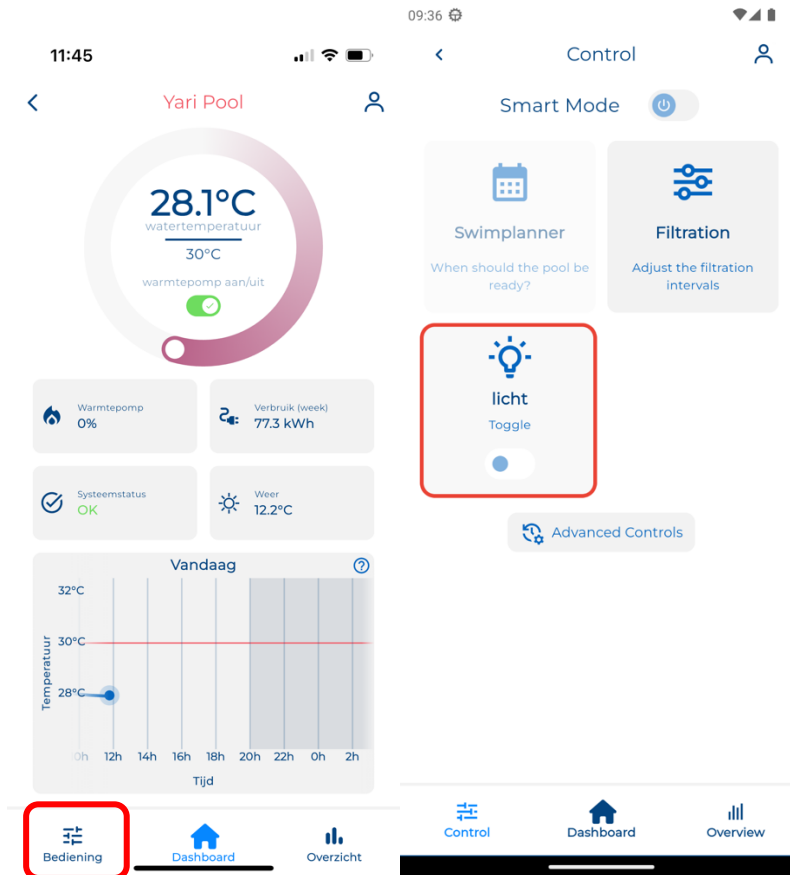 11:45
Yari Pool
28.1°C
watertemperatuur
30°C
warmtepomp aan/uit
Warmtepomp
0%
Verbruik (week)
77.3 kWh
Systeemstatus
OK
Weer
12.2°C
Vandaag
32°C
30°C
28°C
Temperatuur
0h 12h 14h 16h 18h 20h 22h 0h 2h
Tijd
Bediening
Dashboard
Overzicht
09:36
Control
Smart Mode
Swimplanner
When should the pool be
ready?
Filtration
Adjust the filtration
intervals
licht
Toggle
Advanced Controls
Control
Dashboard
Overview